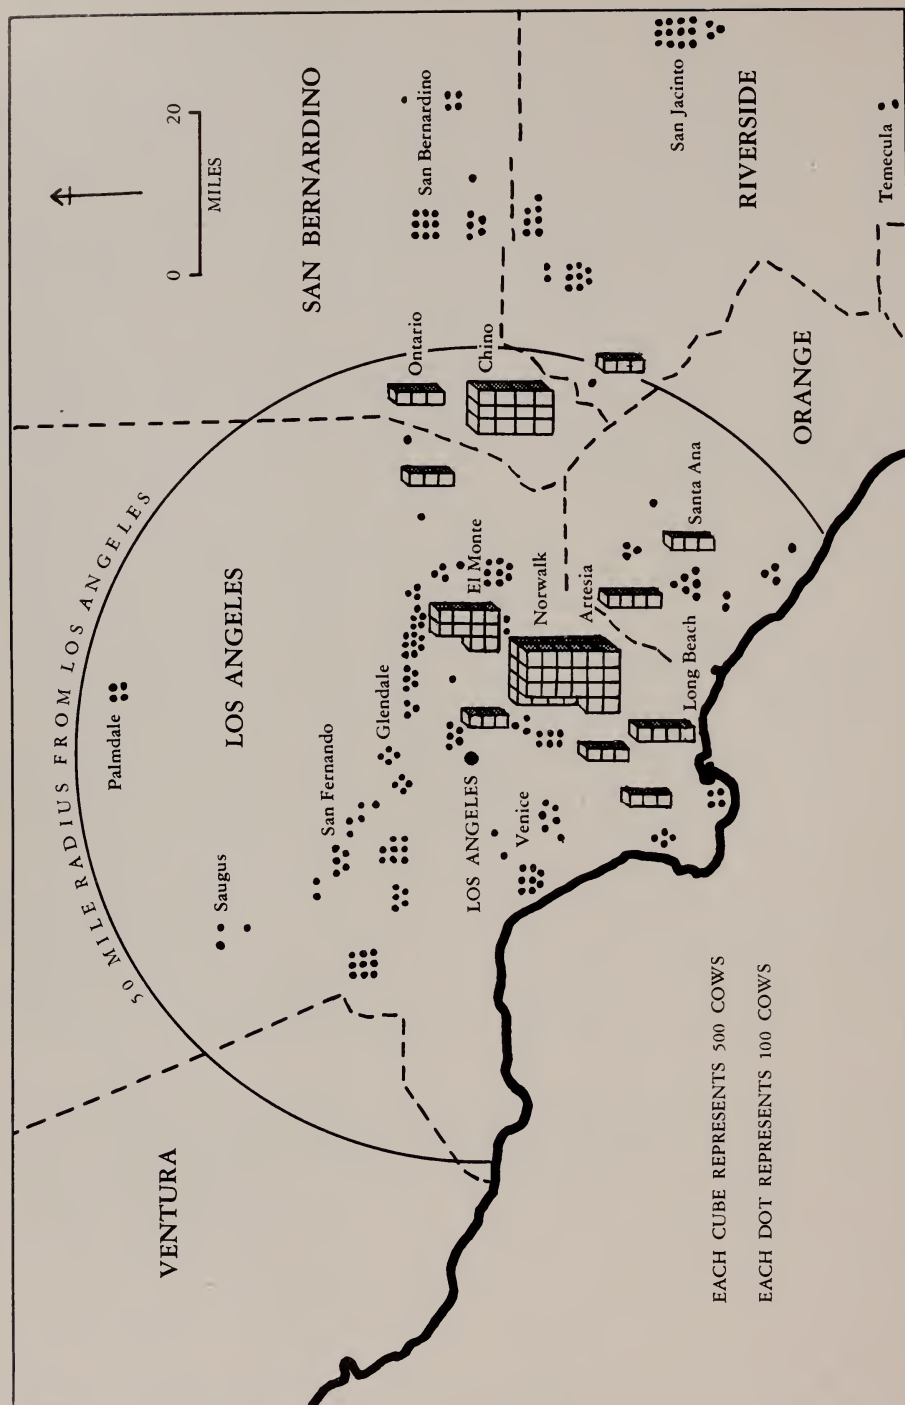 50 MILE RADIUS FROM LOS ANGELES
VENTURA
Saugus
Palmdale
LOS ANGELES
San Fernando
Glendale
LOS ANGELES
Venice
El Monte
Norwalk
Artesia
Long Beach
Santa Ana
ORANGE
Ontario
Chino
SAN BERNARDINO
San Bernardino
0 20
MILES
RIVERSIDE
San Jacinto
Temecula
EACH CUBE REPRESENTS 500 COWS
EACH DOT REPRESENTS 100 COWS